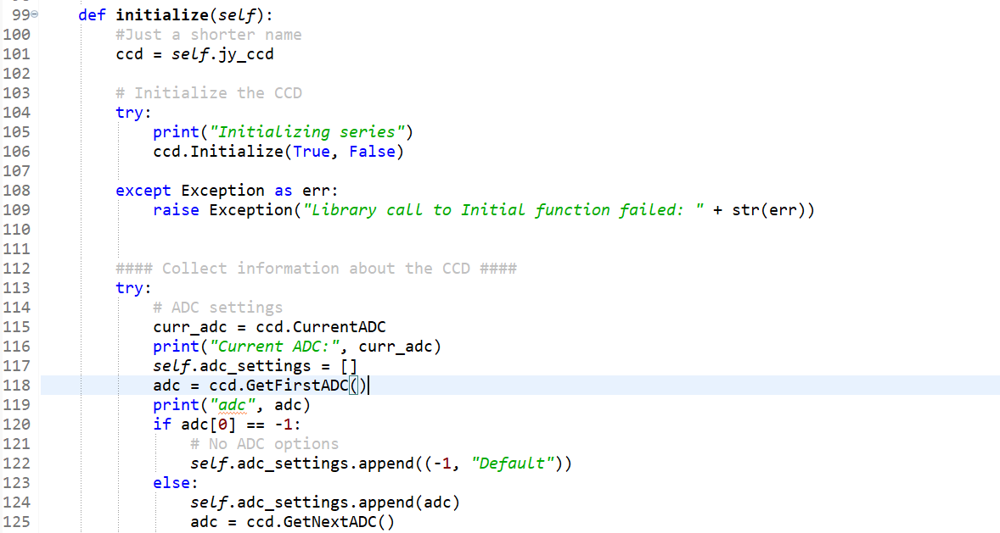 99 def initialize(self):
100 #Just a shorter name
101 ccd = self.jy_ccd
102
103 # Initialize the CCD
104 try:
105 print("Initializing series")
106 ccd.Initialize(True, False)
107
108 except Exception as err:
109 raise Exception("Library call to Initial function failed: " + str(err))
110
111
112 #### Collect information about the CCD ####
113 try:
114 # ADC settings
115 curr_adc = ccd.CurrentADC
116 print("Current ADC:", curr_adc)
117 self.adc_settings = []
118 adc = ccd.GetFirstADC()
119 print("adc", adc)
120 if adc[0] == -1:
121 # No ADC options
122 self.adc_settings.append((-1, "Default"))
123 else:
124 self.adc_settings.append(adc)
125 adc = ccd.GetNextADC()